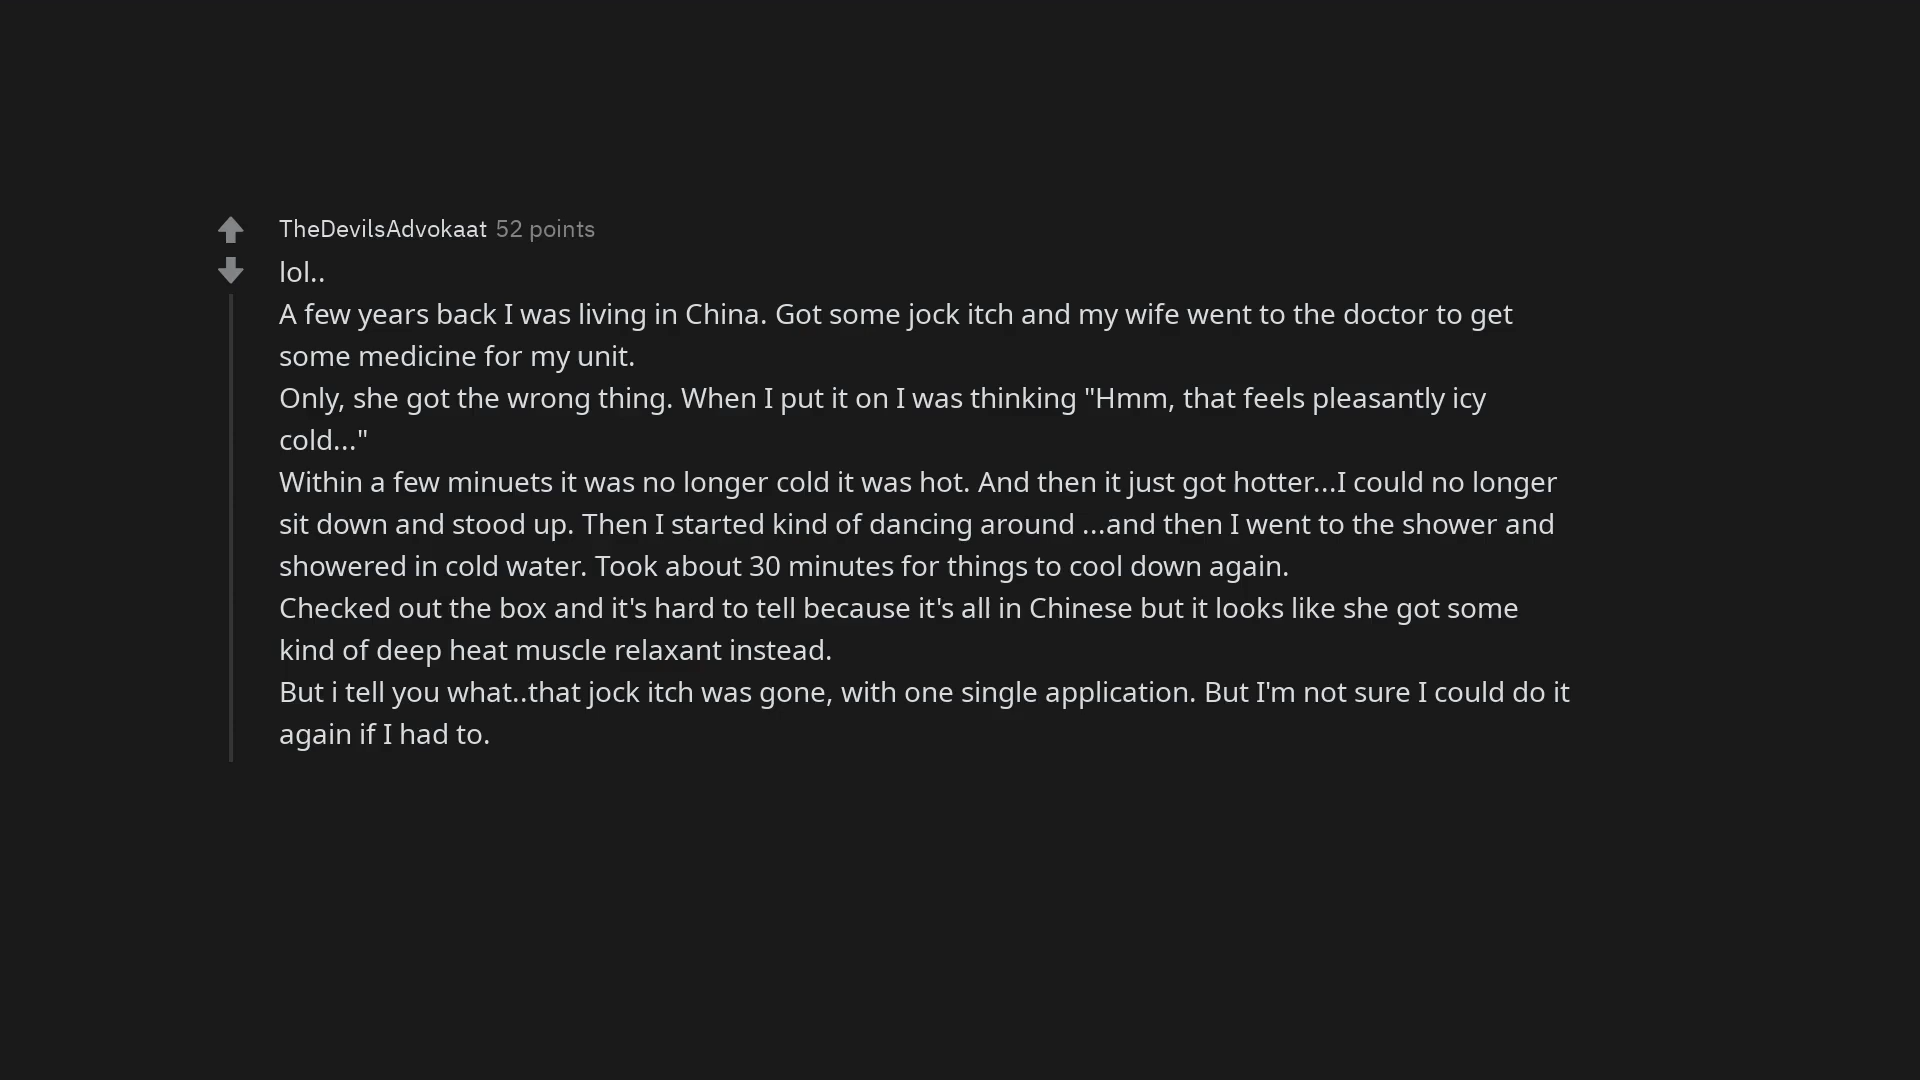 TheDevilsAdvokaat 52 points
lol..
A few years back I was living in China. Got some jock itch and my wife went to the doctor to get
some medicine for my unit.
Only, she got the wrong thing. When I put it on I was thinking "Hmm, that feels pleasantly icy
cold..."
Within a few minuets it was no longer cold it was hot. And then it just got hotter...I could no longer
sit down and stood up. Then I started kind of dancing around ...and then I went to the shower and
showered in cold water. Took about 30 minutes for things to cool down again.
Checked out the box and it's hard to tell because it's all in Chinese but it looks like she got some
kind of deep heat muscle relaxant instead.
But i tell you what..that jock itch was gone, with one single application. But I'm not sure I could do it
again if I had to.